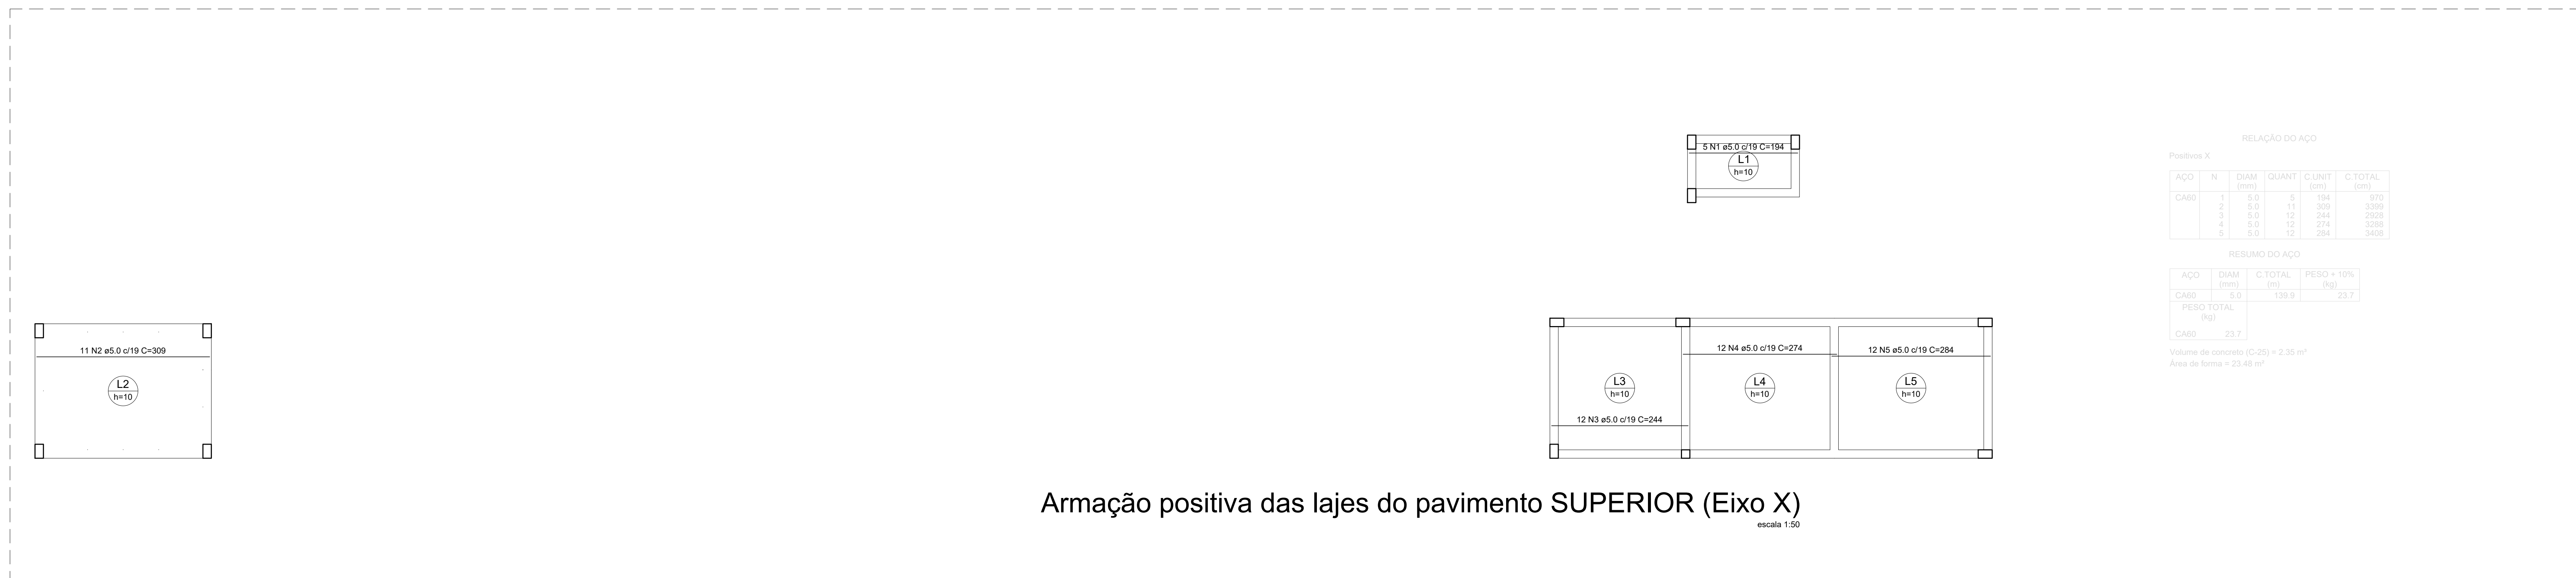 5 N1 ø5.0 c/19 C=194
L1
h=10
RELAÇÃO DO AÇO
Positivos X
AÇO N DIAM (mm) QUANT C.UNIT (cm) C.TOTAL (cm)
CA60 1 5.0 5 194 970
2 5.0 11 309 3399
3 5.0 12 244 2928
4 5.0 12 274 3288
5 5.0 12 284 3408
RESUMO DO AÇO
AÇO DIAM (mm) C.TOTAL (m) PESO + 10% (kg)
CA60 5.0 139.9 23.7
PESO TOTAL
(kg)
CA60 23.7
Volume de concreto (C-25) = 2.35 m³
Área de forma = 23.48 m²
11 N2 ø5.0 c/19 C=309
L2
h=10
12 N4 ø5.0 c/19 C=274
12 N5 ø5.0 c/19 C=284
L3
h=10
L4
h=10
L5
h=10
12 N3 ø5.0 c/19 C=244
Armação positiva das lajes do pavimento SUPERIOR (Eixo X)
escala 1:50